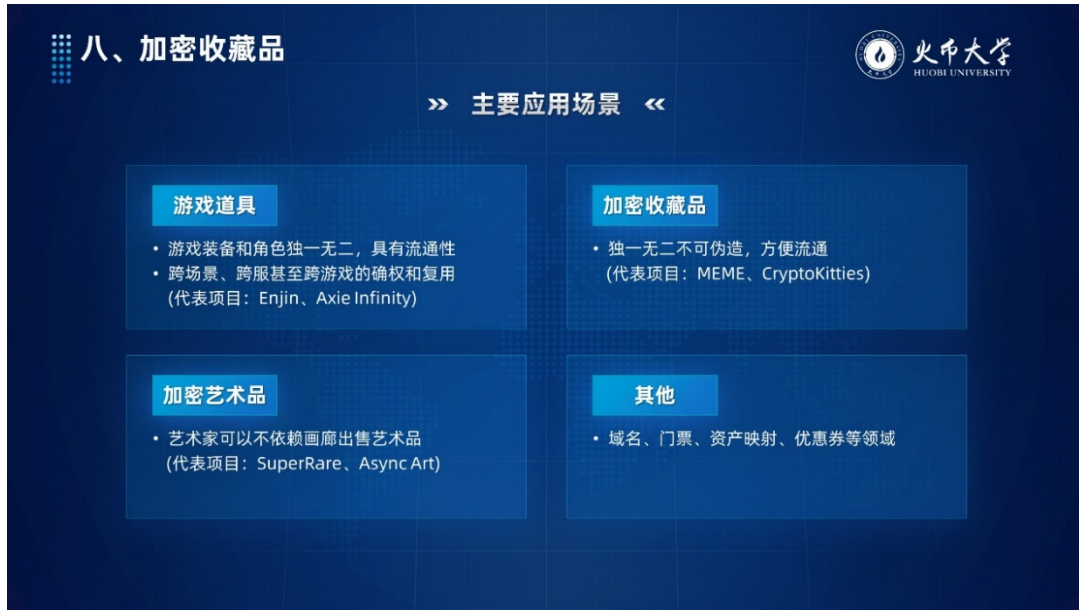 八、加密收藏品
火币大学
HUOBI UNIVERSITY
» 主要应用场景 «
游戏道具
• 游戏装备和角色独一无二，具有流通性
• 跨场景、跨服甚至跨游戏的确权和复用
(代表项目：Enjin、Axie Infinity)
加密收藏品
• 独一无二不可伪造，方便流通
(代表项目：MEME、CryptoKitties)
加密艺术品
• 艺术家可以不依赖画廊出售艺术品
(代表项目：SuperRare、Async Art)
其他
• 域名、门票、资产映射、优惠券等领域